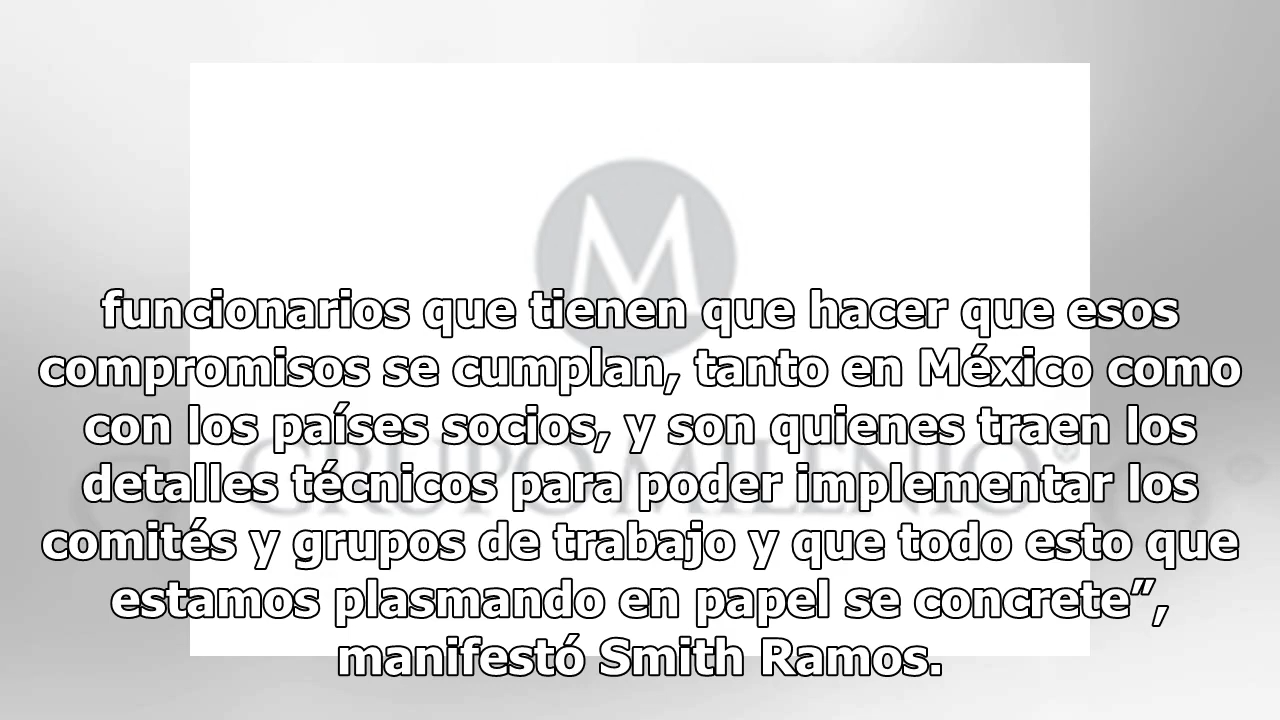 M
funcionarios que tienen que hacer que esos
compromisos se cumplan, tanto en México como
con los países socios, y son quienes traen los
GRUPO MILENIO®
detalles técnicos para poder implementar los
comités y grupos de trabajo y que todo esto que
estamos plasmando en papel se concrete”,
manifestó Smith Ramos.